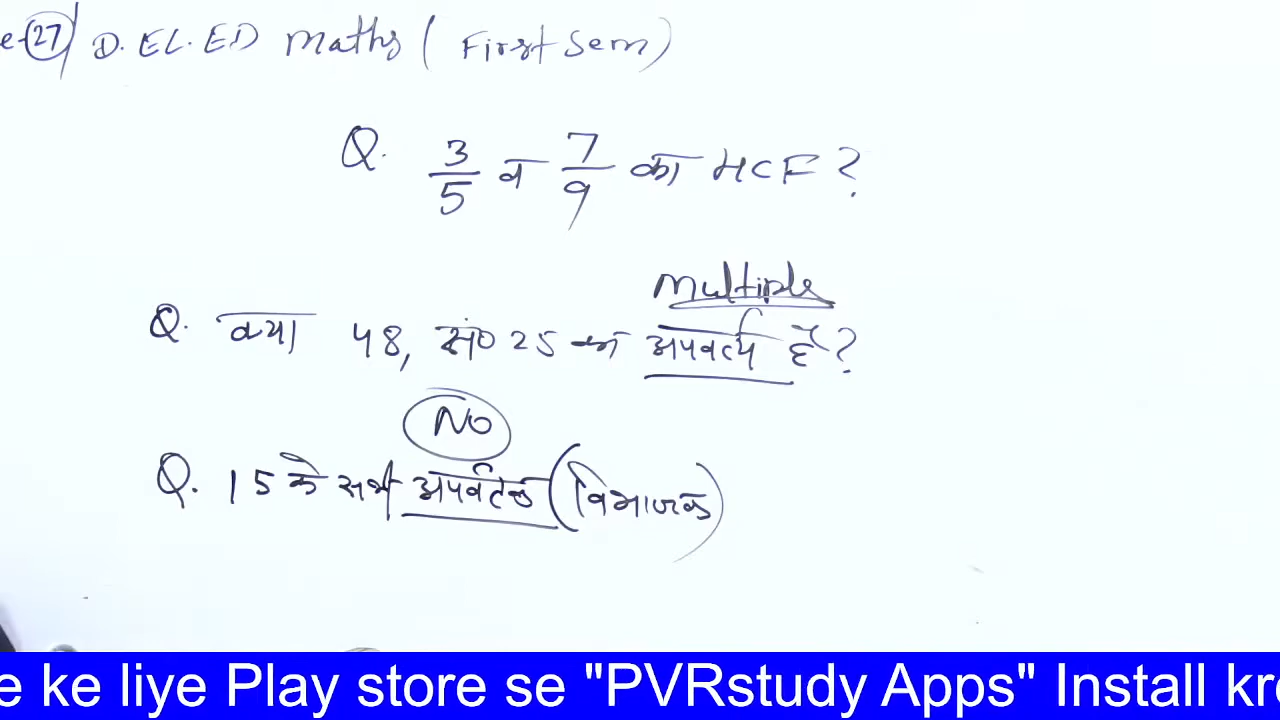 e-27 D.EL.ED Maths ( First Sem )
Q. 3/5 व 7/9 का HCF ?
Multiple
Q. क्या 48, सं० 25 का अपवर्त्य है ?
NO
Q. 15 के सभी अपवर्तक (विभाजक)
e ke liye Play store se "PVRstudy Apps" Install kre